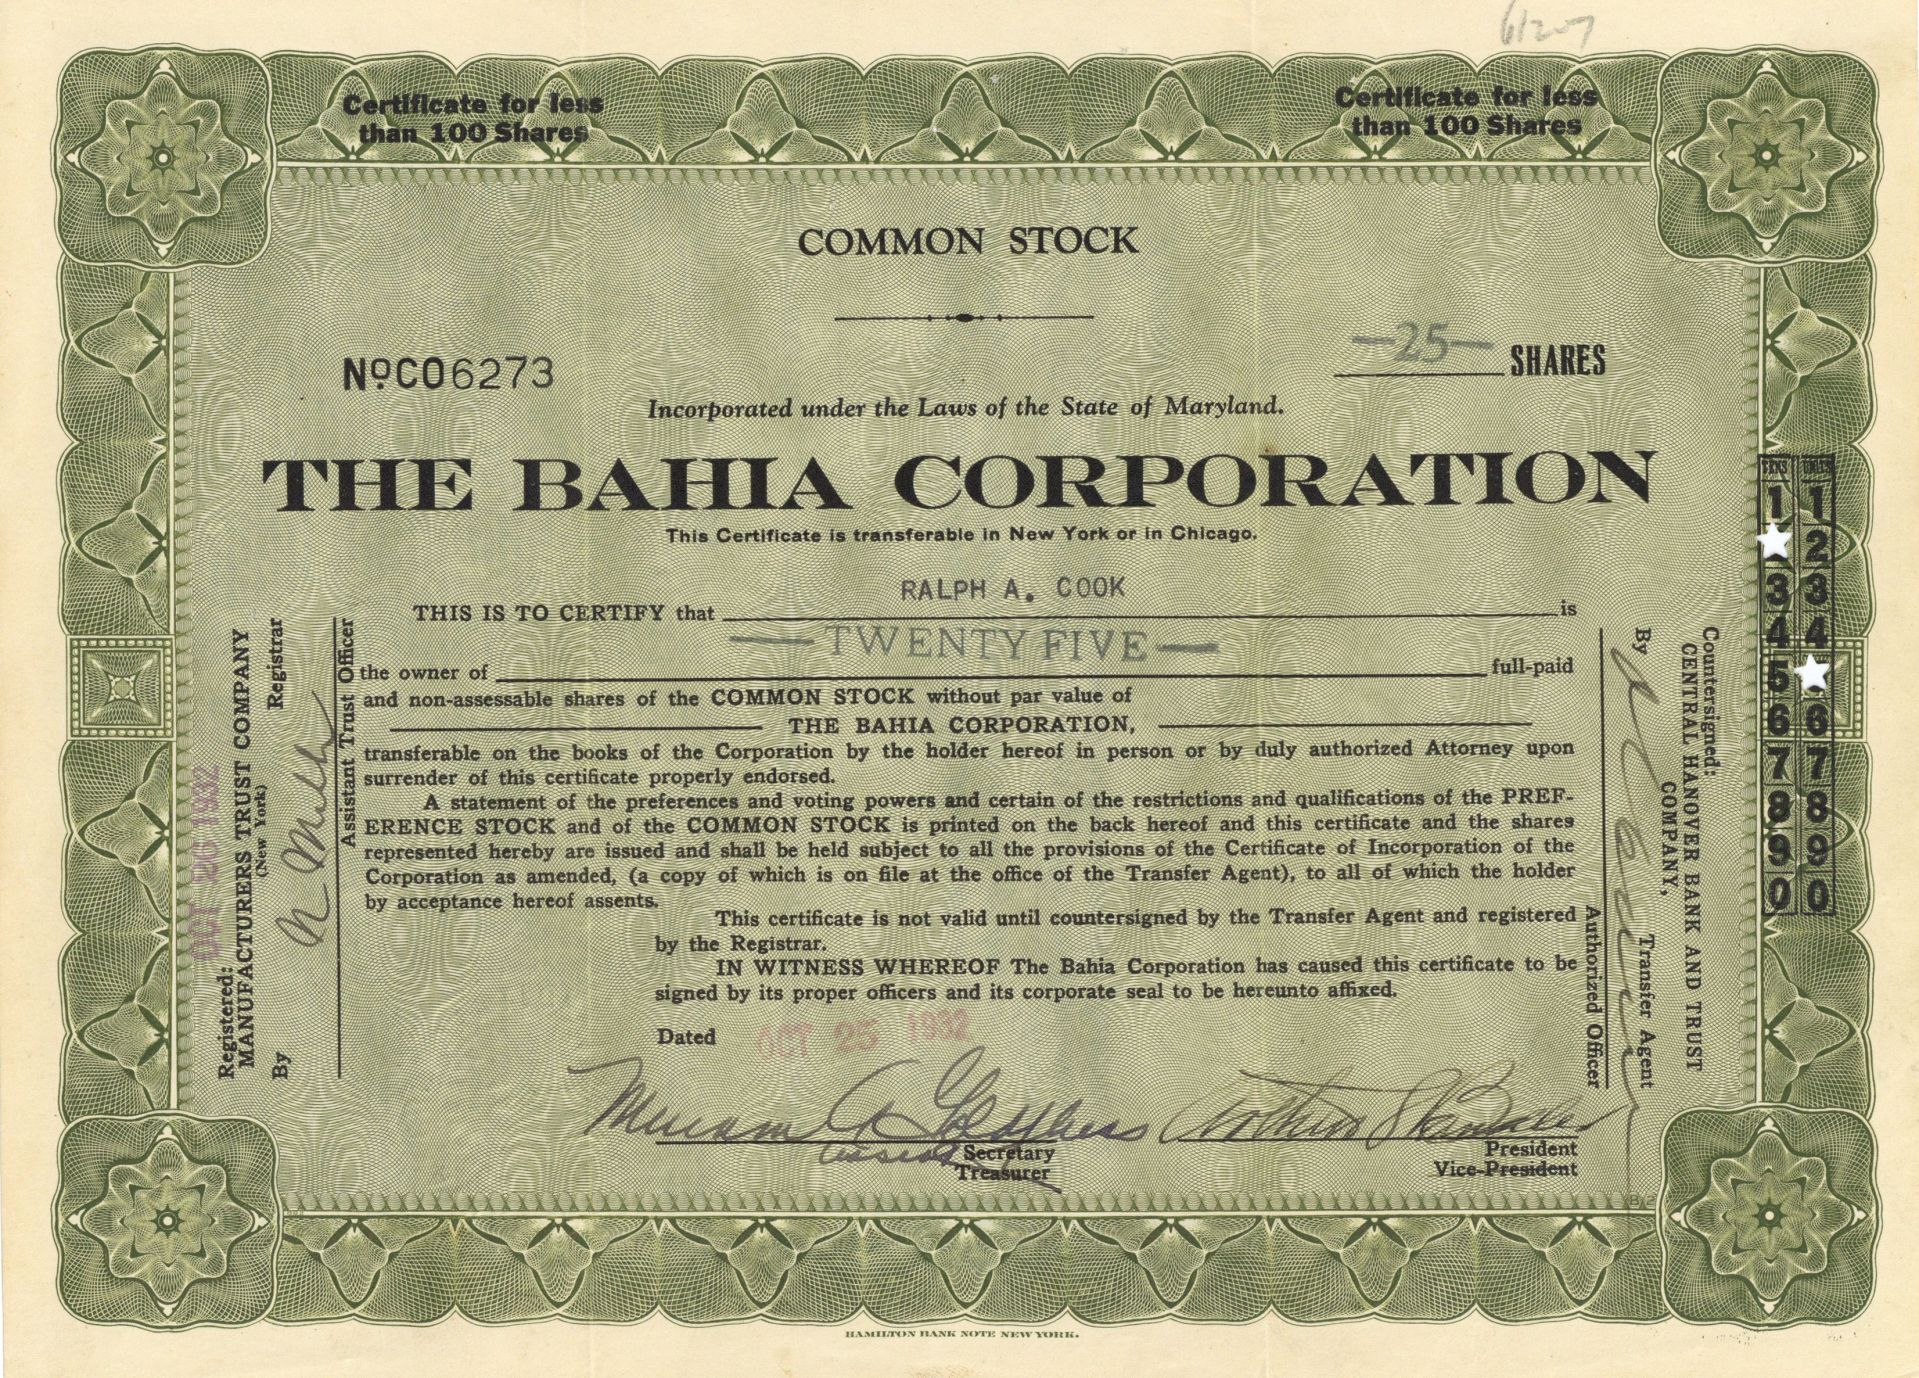 61207
Certificate for less
than 100 Shares
Certificate for less
than 100 Shares
COMMON STOCK
No. CO6273
—25— SHARES
Incorporated under the Laws of the State of Maryland.
THE BAHIA CORPORATION
This Certificate is transferable in New York or in Chicago.
RALPH A. COOK
THIS IS TO CERTIFY that is
— TWENTY FIVE —
the owner of full-paid
and non-assessable shares of the COMMON STOCK without par value of
THE BAHIA CORPORATION,
transferable on the books of the Corporation by the holder hereof in person or by duly authorized Attorney upon
surrender of this certificate properly endorsed.
A statement of the preferences and voting powers and certain of the restrictions and qualifications of the PREF-
ERENCE STOCK and of the COMMON STOCK is printed on the back hereof and this certificate and the shares
represented hereby are issued and shall be held subject to all the provisions of the Certificate of Incorporation of the
Corporation as amended, (a copy of which is on file at the office of the Transfer Agent), to all of which the holder
by acceptance hereof assents.
This certificate is not valid until countersigned by the Transfer Agent and registered
by the Registrar.
IN WITNESS WHEREOF The Bahia Corporation has caused this certificate to be
signed by its proper officers and its corporate seal to be hereunto affixed.
Dated OCT 25 1932
Secretary
Treasurer
President
Vice-President
OCT 26 1932
Registered:
MANUFACTURERS TRUST COMPANY
(New York)
Registrar
By
Assistant Trust Officer
Countersigned:
CENTRAL HANOVER BANK AND TRUST
COMPANY,
By Transfer Agent
Authorized Officer
TENS UNITS
1 1
2
3 3
4 4
5
6 6
7 7
8 8
9 9
0 0
HAMILTON BANK NOTE NEW YORK.